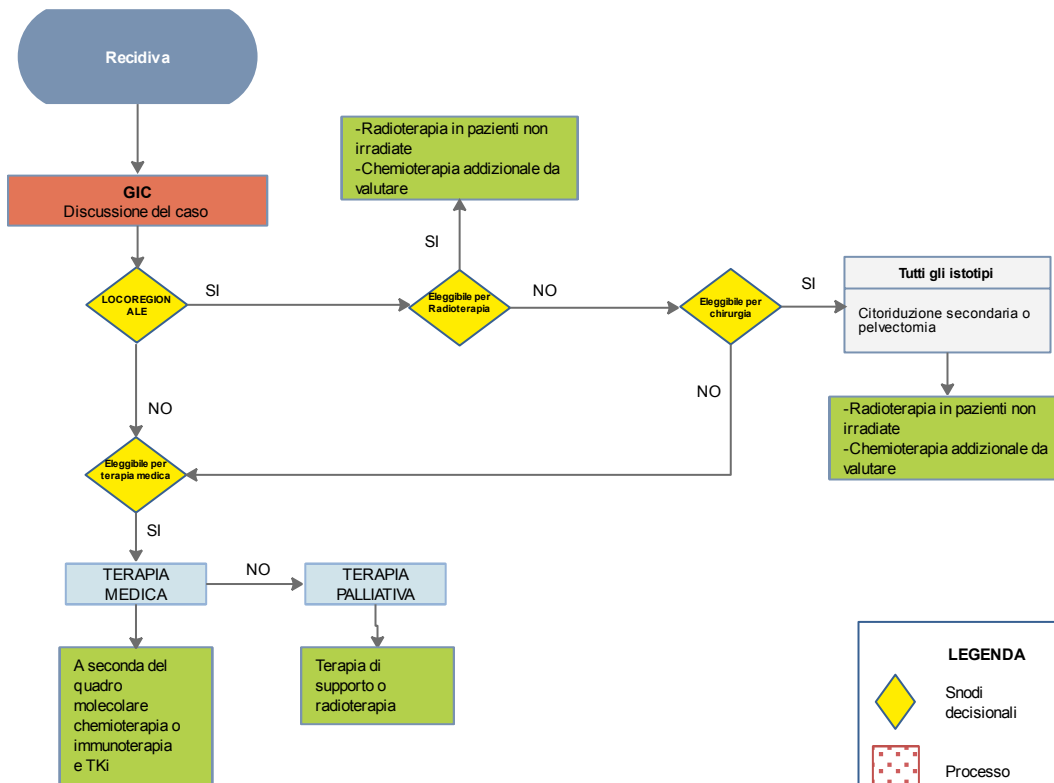 Recidiva
-Radioterapia in pazienti non
irradiate
-Chemioterapia addizionale da
valutare
GIC
Discussione del caso
SI
LOCOREGION
ALE
SI
Eleggibile per
Radioterapia
NO
Eleggibile per
chirurgia
SI
Tutti gli istotipi
Citoriduzione secondaria o
pelvectomia
NO
NO
-Radioterapia in pazienti non
irradiate
-Chemioterapia addizionale da
valutare
Eleggibile per
terapia medica
SI
TERAPIA
MEDICA
NO
TERAPIA
PALLIATIVA
A seconda del
quadro
molecolare
chemioterapia o
immunoterapia
e TKi
Terapia di
supporto o
radioterapia
LEGENDA
Snodi
decisionali
Processo